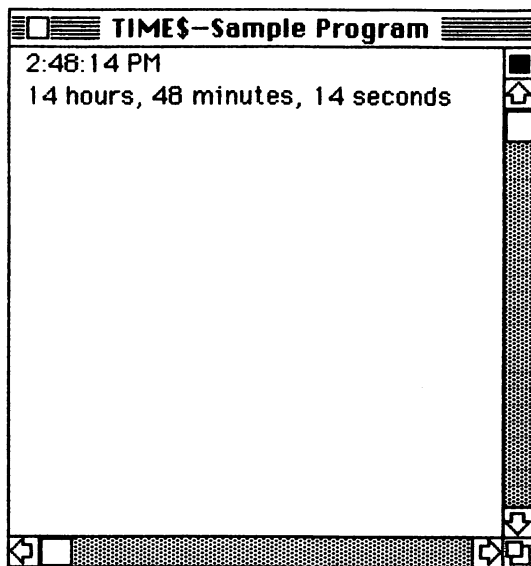 TIME$—Sample Program
2:48:14 PM
14 hours, 48 minutes, 14 seconds